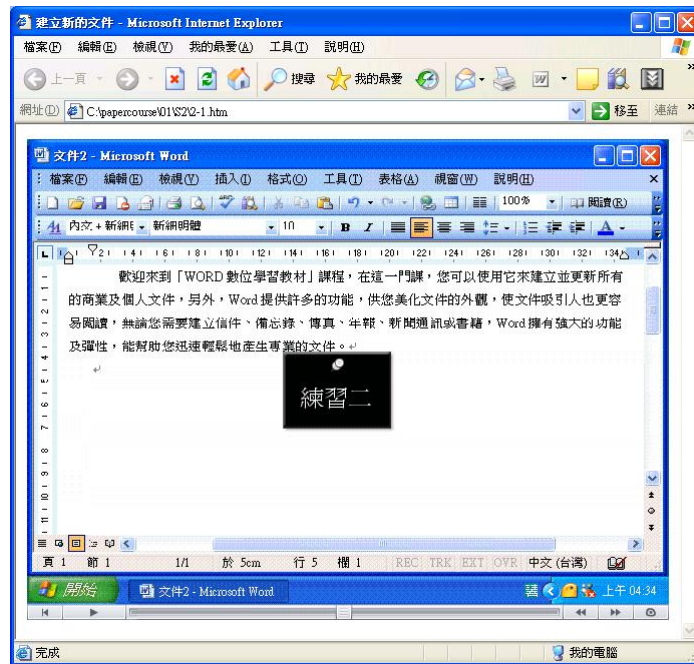 建立新的文件 - Microsoft Internet Explorer
檔案(F) 編輯(E) 檢視(V) 我的最愛(A) 工具(T) 說明(H)
上一頁 搜尋 我的最愛
網址(D) C:\papercourse\01\S2\2-1.htm 移至 連結
文件2 - Microsoft Word
檔案(F) 編輯(E) 檢視(V) 插入(I) 格式(O) 工具(T) 表格(A) 視窗(W) 說明(H)
100% 閱讀(R)
內文 + 新細明體 10 B I A
歡迎來到「WORD 數位學習教材」課程，在這一門課，您可以使用它來建立並更新所有
的商業及個人文件，另外，Word 提供許多的功能，供您美化文件的外觀，使文件吸引人也更容
易閱讀，無論您需要建立信件、備忘錄、傳真、年報、新聞通訊或書籍，Word 擁有強大的功能
及彈性，能幫助您迅速輕鬆地產生專業的文件。
練習二
頁 1 節 1 1/1 於 5cm 行 5 欄 1 REC TRK EXT OVR 中文 (台灣)
開始 文件2 - Microsoft Word 上午 04:34
完成 我的電腦